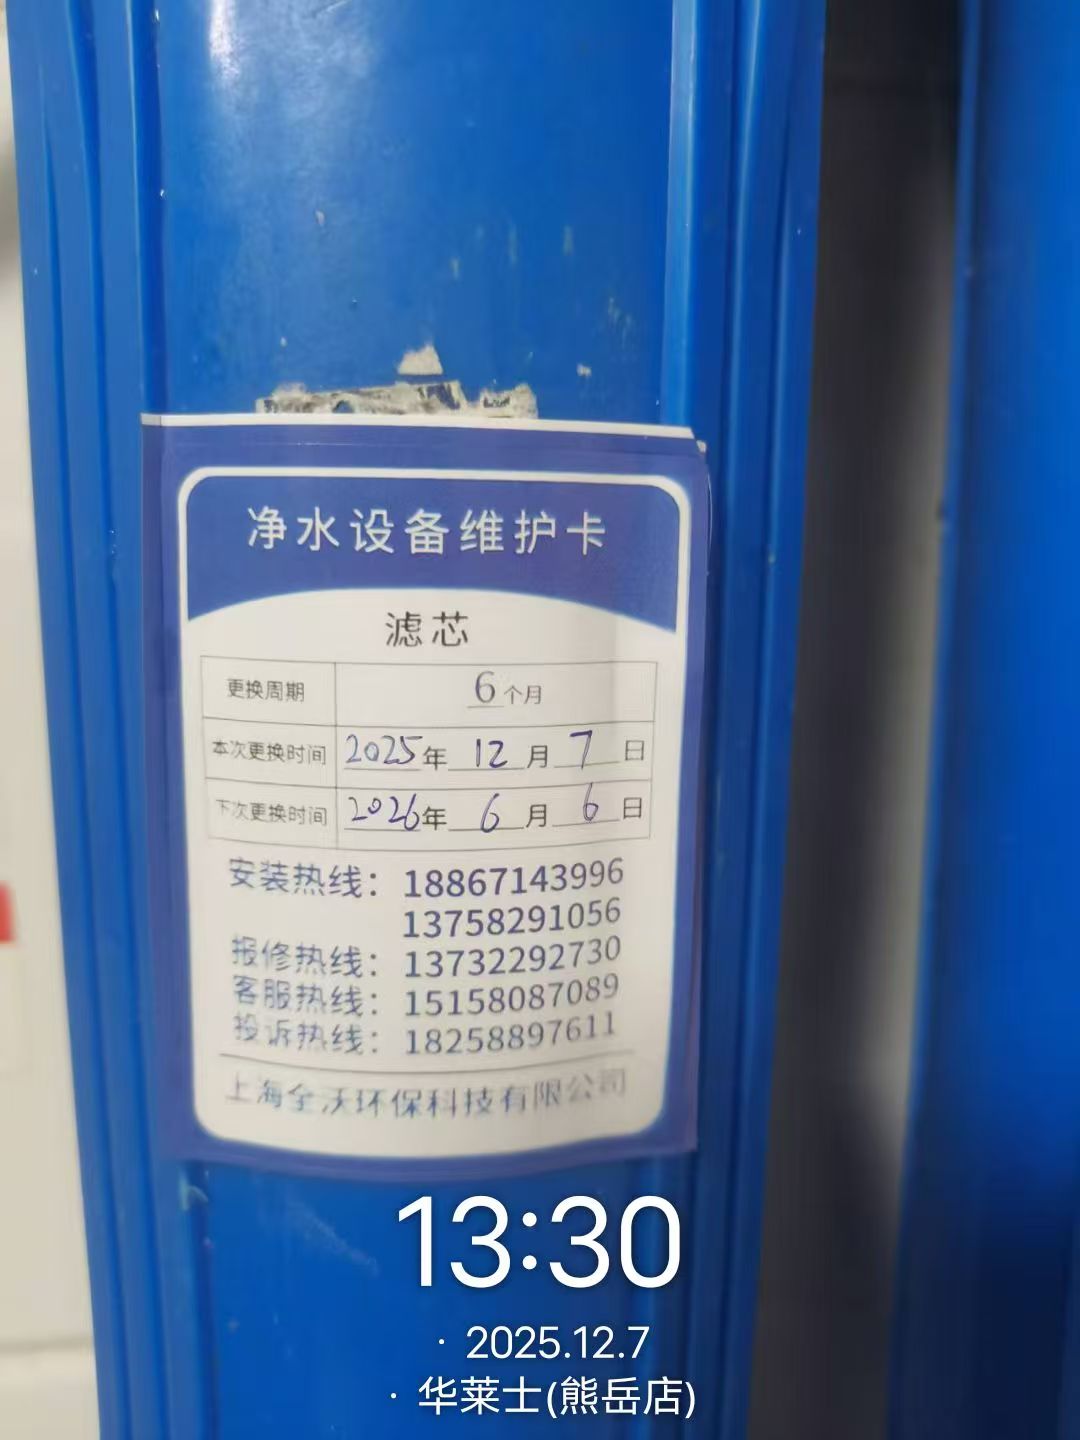 净水设备维护卡
滤芯
更换周期 6个月
本次更换时间 2025年12月7日
下次更换时间 2026年6月6日
安装热线：18867143996
13758291056
报修热线：13732292730
客服热线：15158087089
投诉热线：18258897611
上海全沃环保科技有限公司
13:30
· 2025.12.7
· 华莱士(熊岳店)